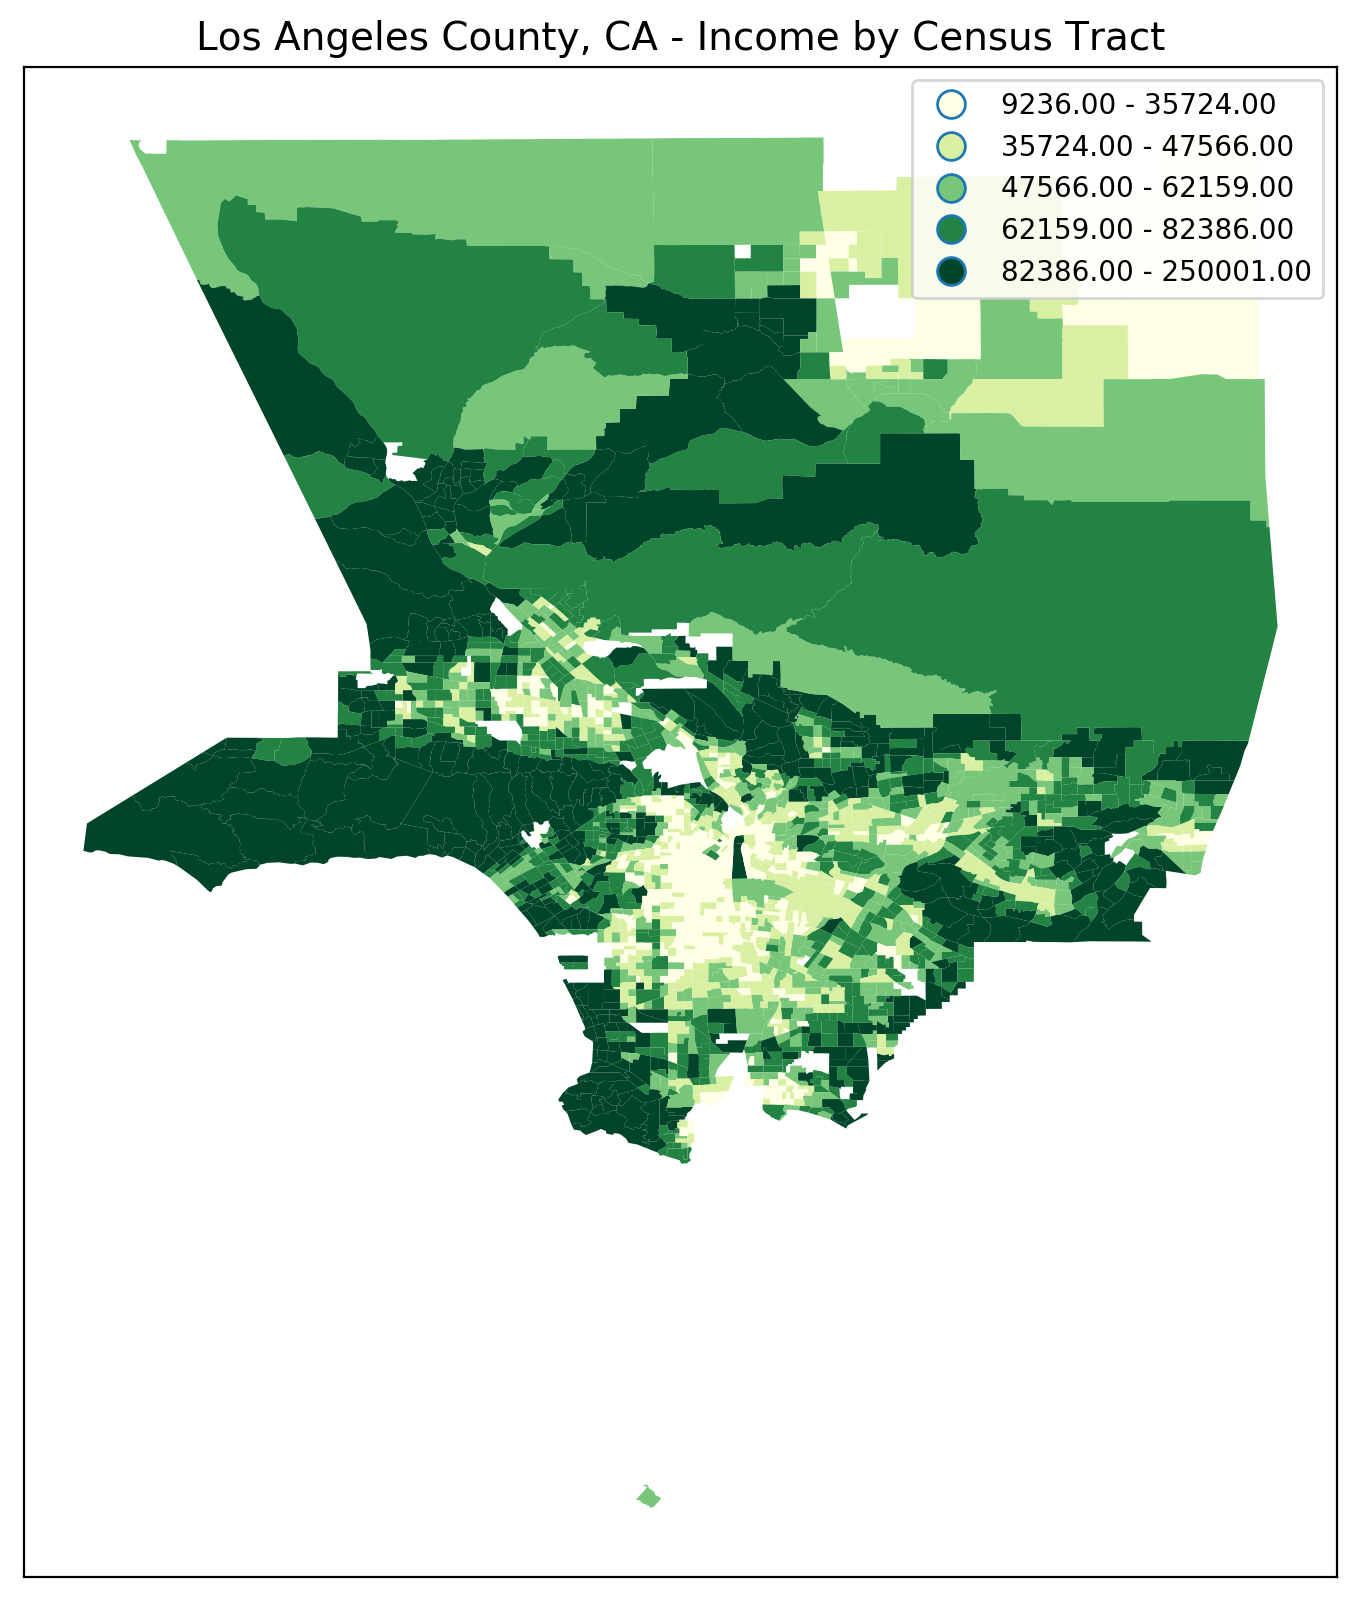 Los Angeles County, CA - Income by Census Tract
9236.00 - 35724.00
35724.00 - 47566.00
47566.00 - 62159.00
62159.00 - 82386.00
82386.00 - 250001.00